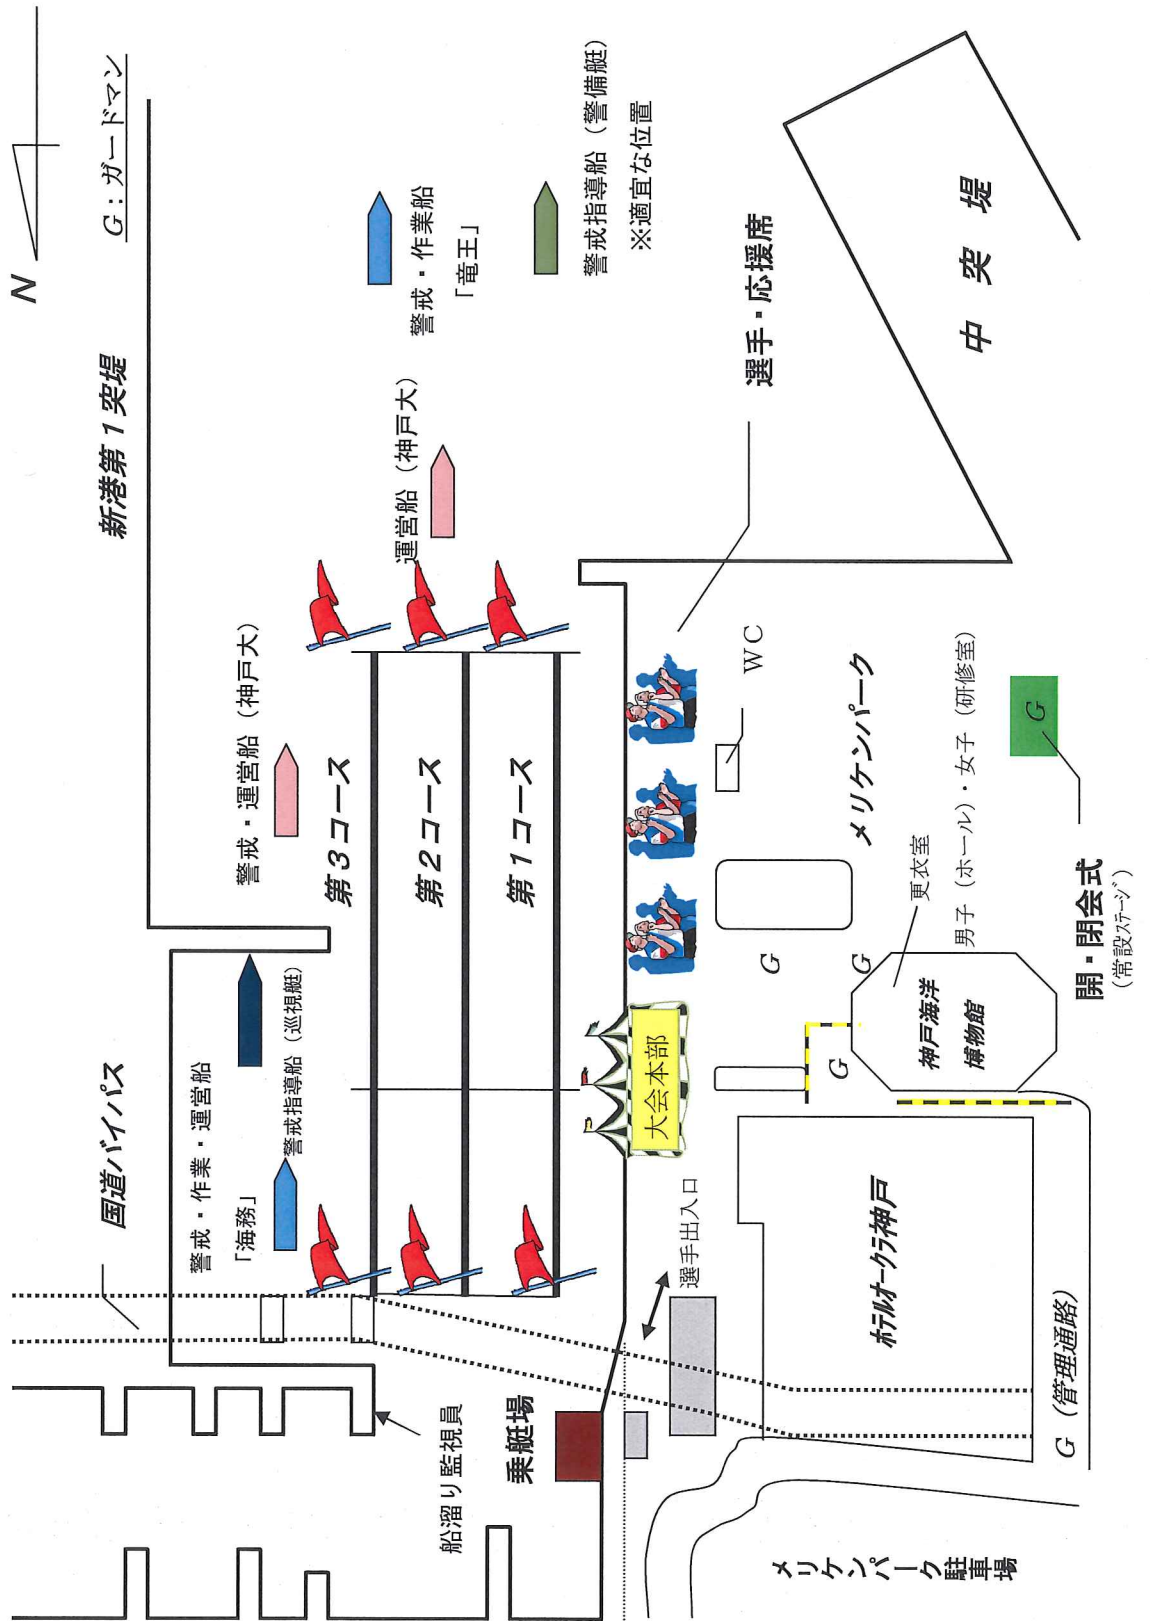 N
G：ガードマン
新港第１突堤
国道バイパス
警戒・作業・運営船
「海務」
警戒指導船（巡視艇）
警戒・運営船（神戸大）
運営船（神戸大）
警戒・作業船
「竜王」
警戒指導船（警備艇）
※適宜な位置
第３コース
第２コース
第１コース
船溜り監視員
乗艇場
選手出入口
大会本部
選手・応援席
WC
中突堤
メリケンパーク
G
G
G
神戸海洋
博物館
更衣室
男子（ホール）・女子（研修室）
G
開・閉会式
（常設ステージ）
ホテルオークラ神戸
G（管理通路）
メリケンパーク駐車場